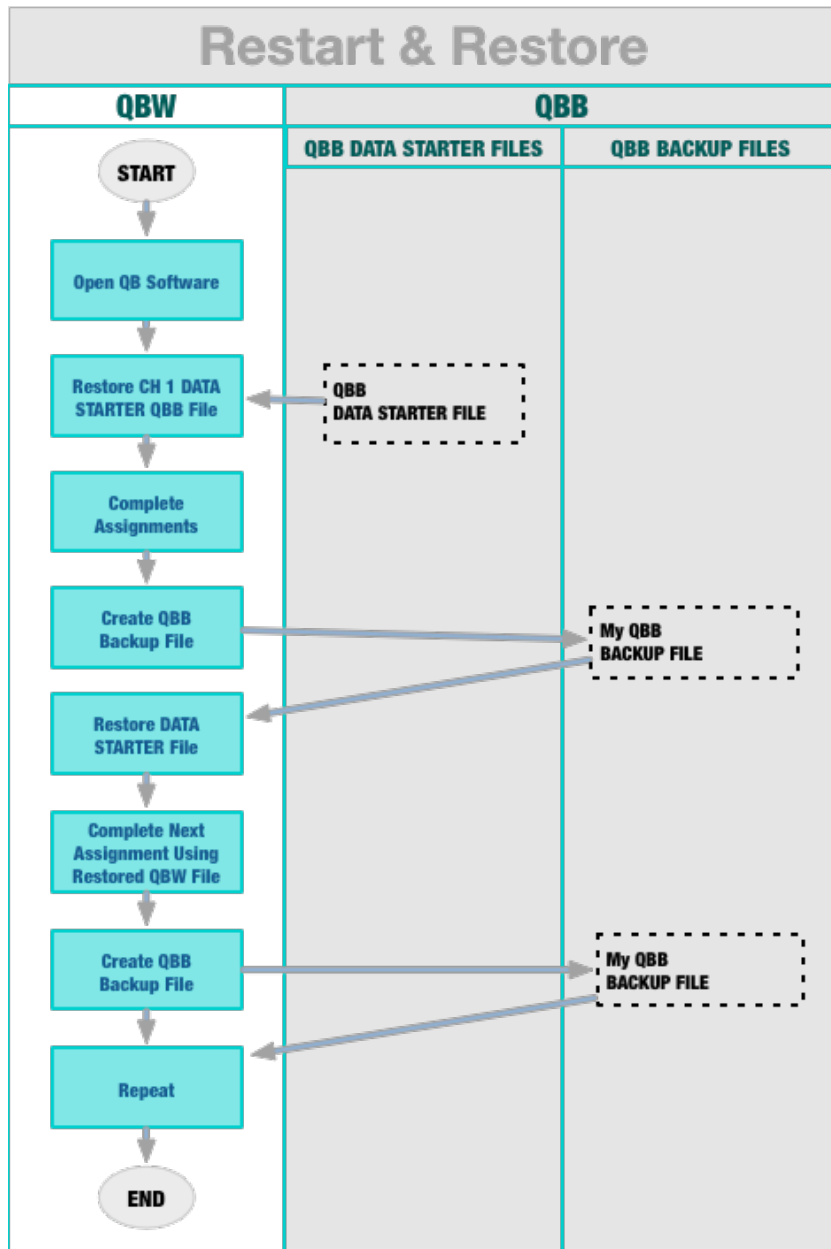 Restart & Restore
QBW
QBB
QBB DATA STARTER FILES
QBB BACKUP FILES
START
Open QB Software
Restore CH 1 DATA
STARTER QBB File
QBB
DATA STARTER FILE
Complete
Assignments
Create QBB
Backup File
My QBB
BACKUP FILE
Restore DATA
STARTER File
Complete Next
Assignment Using
Restored QBW File
Create QBB
Backup File
My QBB
BACKUP FILE
Repeat
END